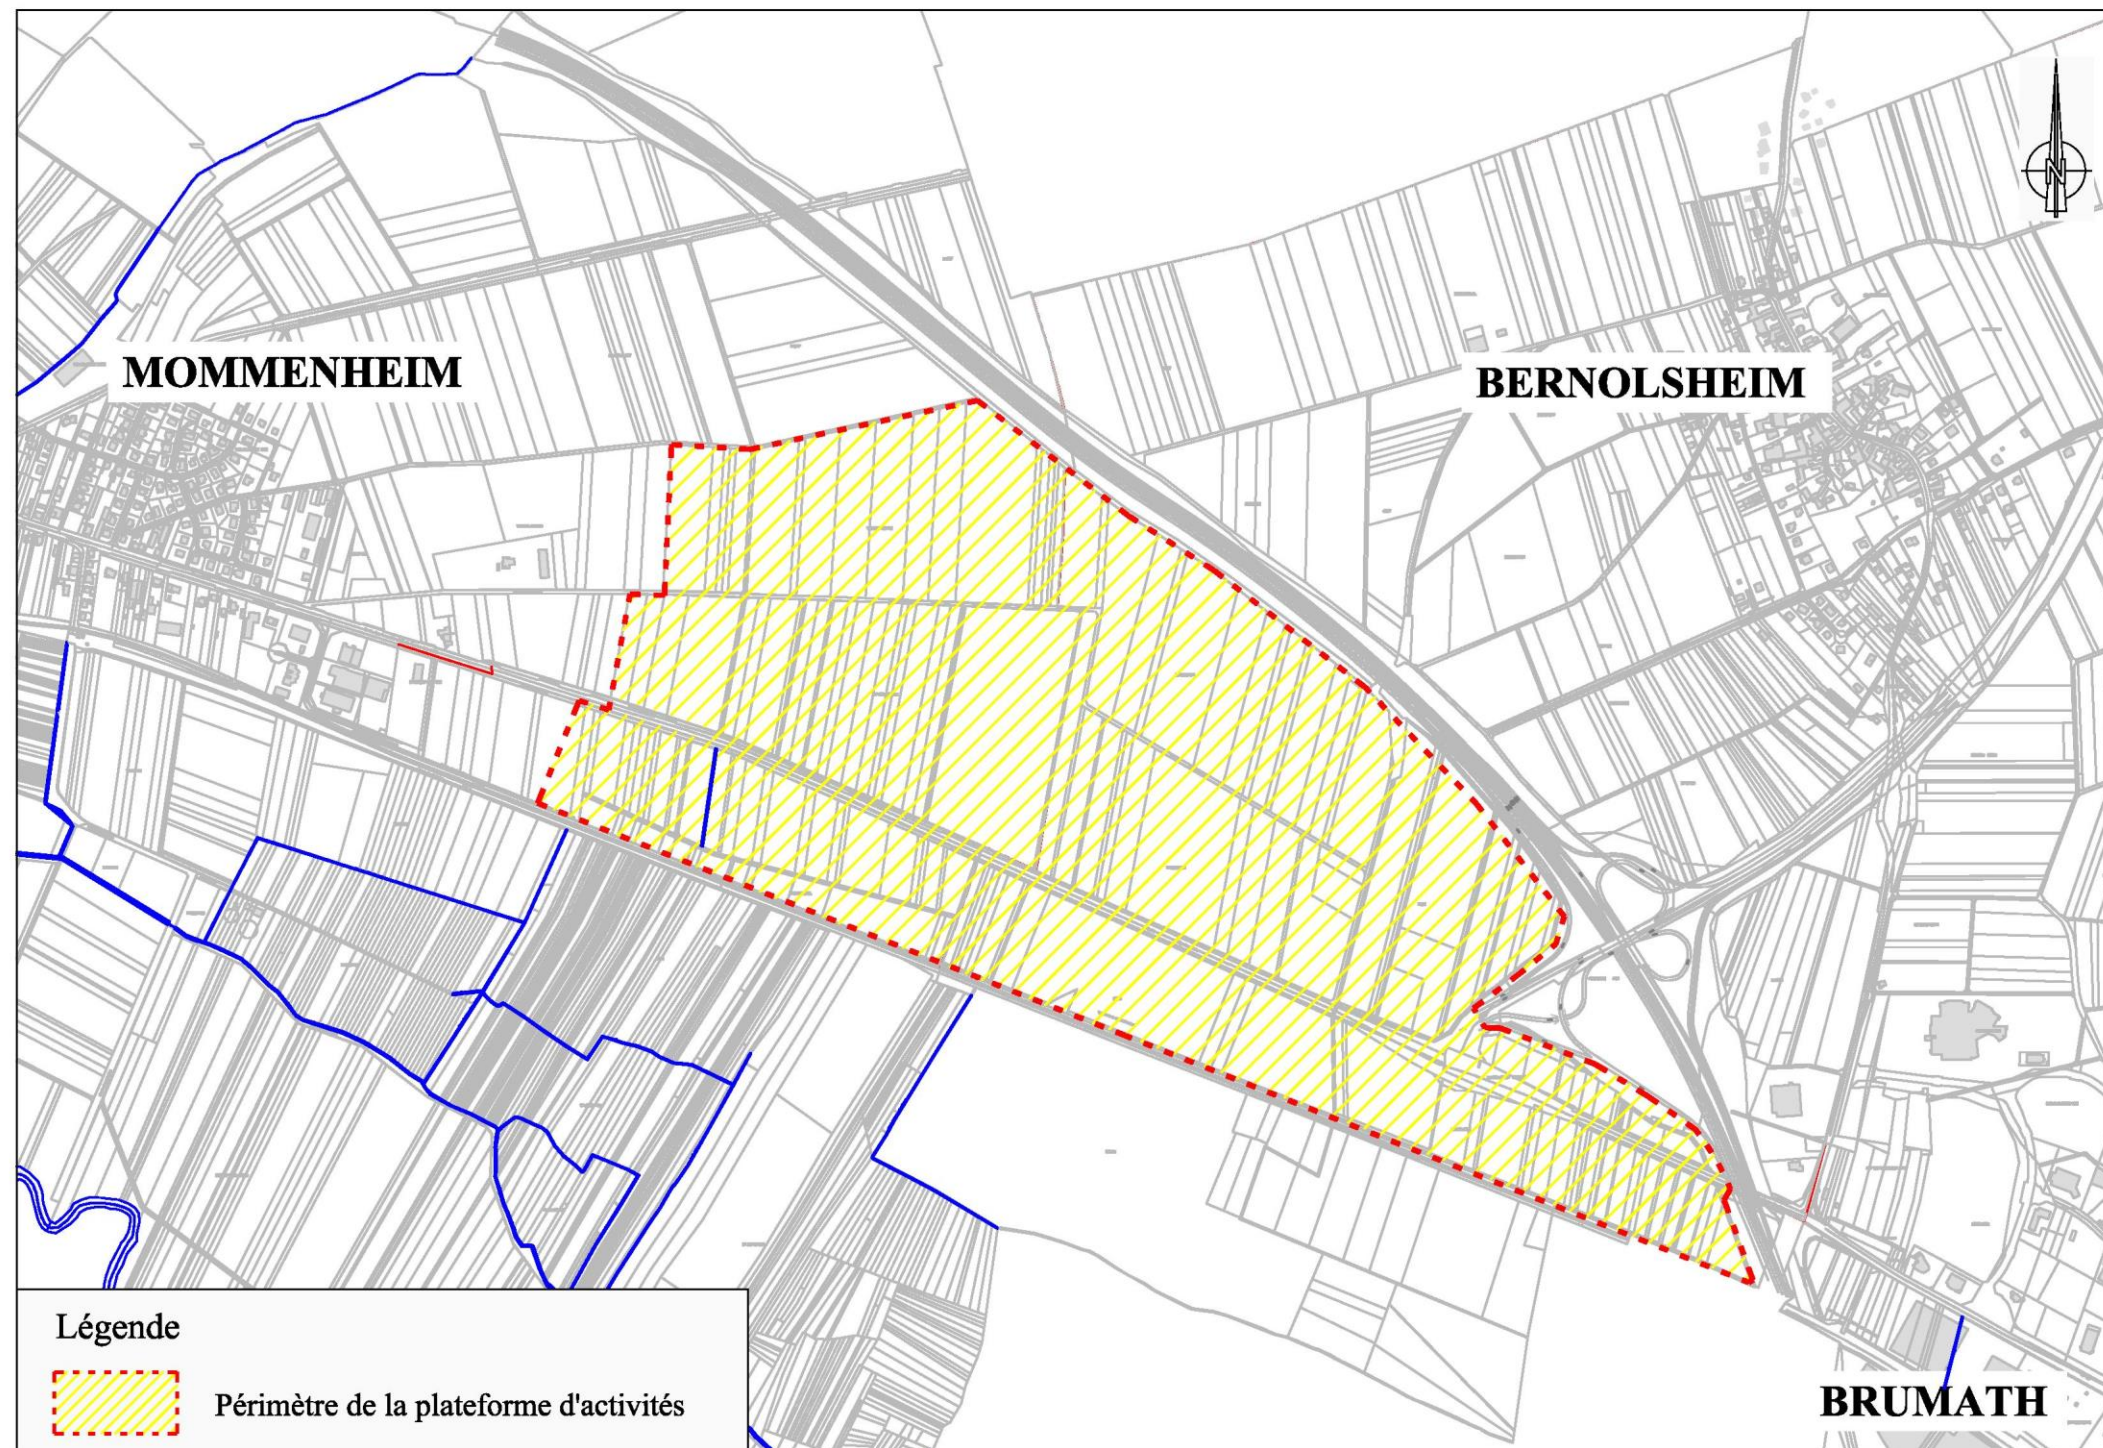 N
MOMMENHEIM
BERNOLSHEIM
Légende
Périmètre de la plateforme d'activités
BRUMATH